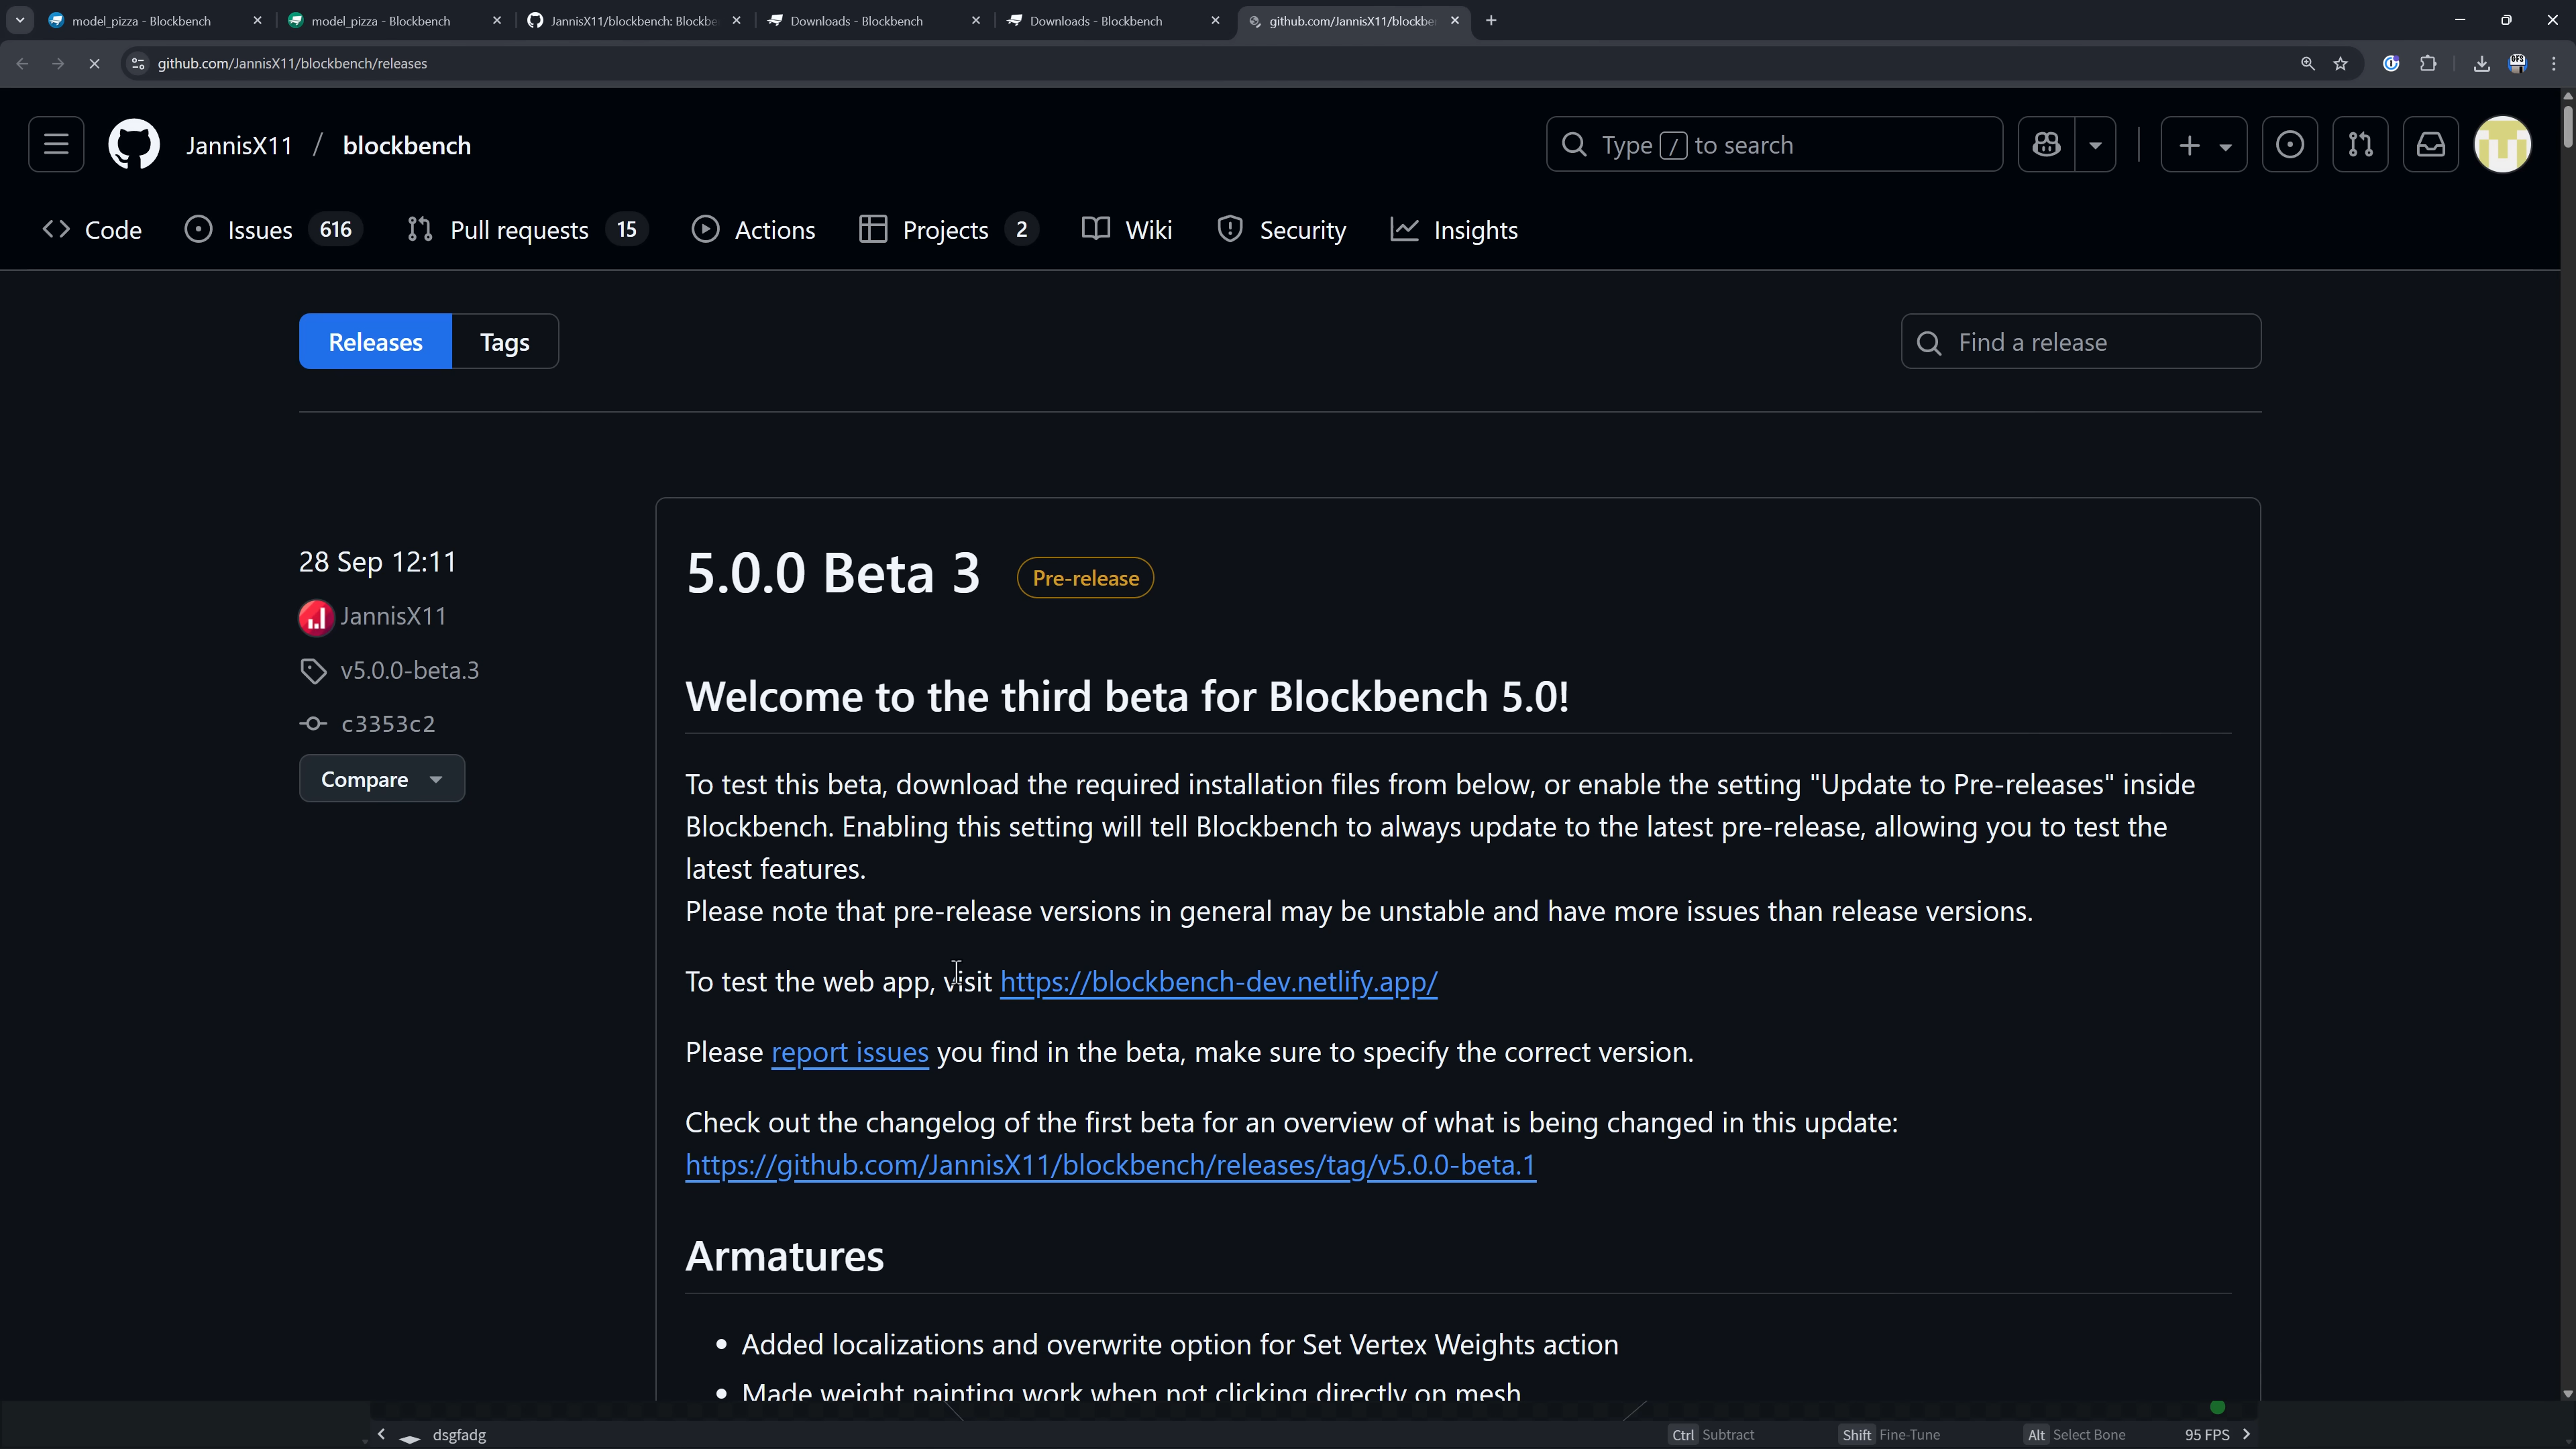 model_pizza - Blockbench
model_pizza - Blockbench
JannisX11/blockbench: Blockbe
Downloads - Blockbench
Downloads - Blockbench
github.com/JannisX11/blockbe
github.com/JannisX11/blockbench/releases
JannisX11 / blockbench
Type / to search
Code
Issues 616
Pull requests 15
Actions
Projects 2
Wiki
Security
Insights
Releases
Tags
Find a release
28 Sep 12:11
JannisX11
v5.0.0-beta.3
c3353c2
Compare
5.0.0 Beta 3 Pre-release
Welcome to the third beta for Blockbench 5.0!
To test this beta, download the required installation files from below, or enable the setting "Update to Pre-releases" inside
Blockbench. Enabling this setting will tell Blockbench to always update to the latest pre-release, allowing you to test the
latest features.
Please note that pre-release versions in general may be unstable and have more issues than release versions.
To test the web app, visit https://blockbench-dev.netlify.app/
Please report issues you find in the beta, make sure to specify the correct version.
Check out the changelog of the first beta for an overview of what is being changed in this update:
https://github.com/JannisX11/blockbench/releases/tag/v5.0.0-beta.1
Armatures
• Added localizations and overwrite option for Set Vertex Weights action
• Made weight painting work when not clicking directly on mesh
dsgfadg
Ctrl Subtract
Shift Fine-Tune
Alt Select Bone
95 FPS